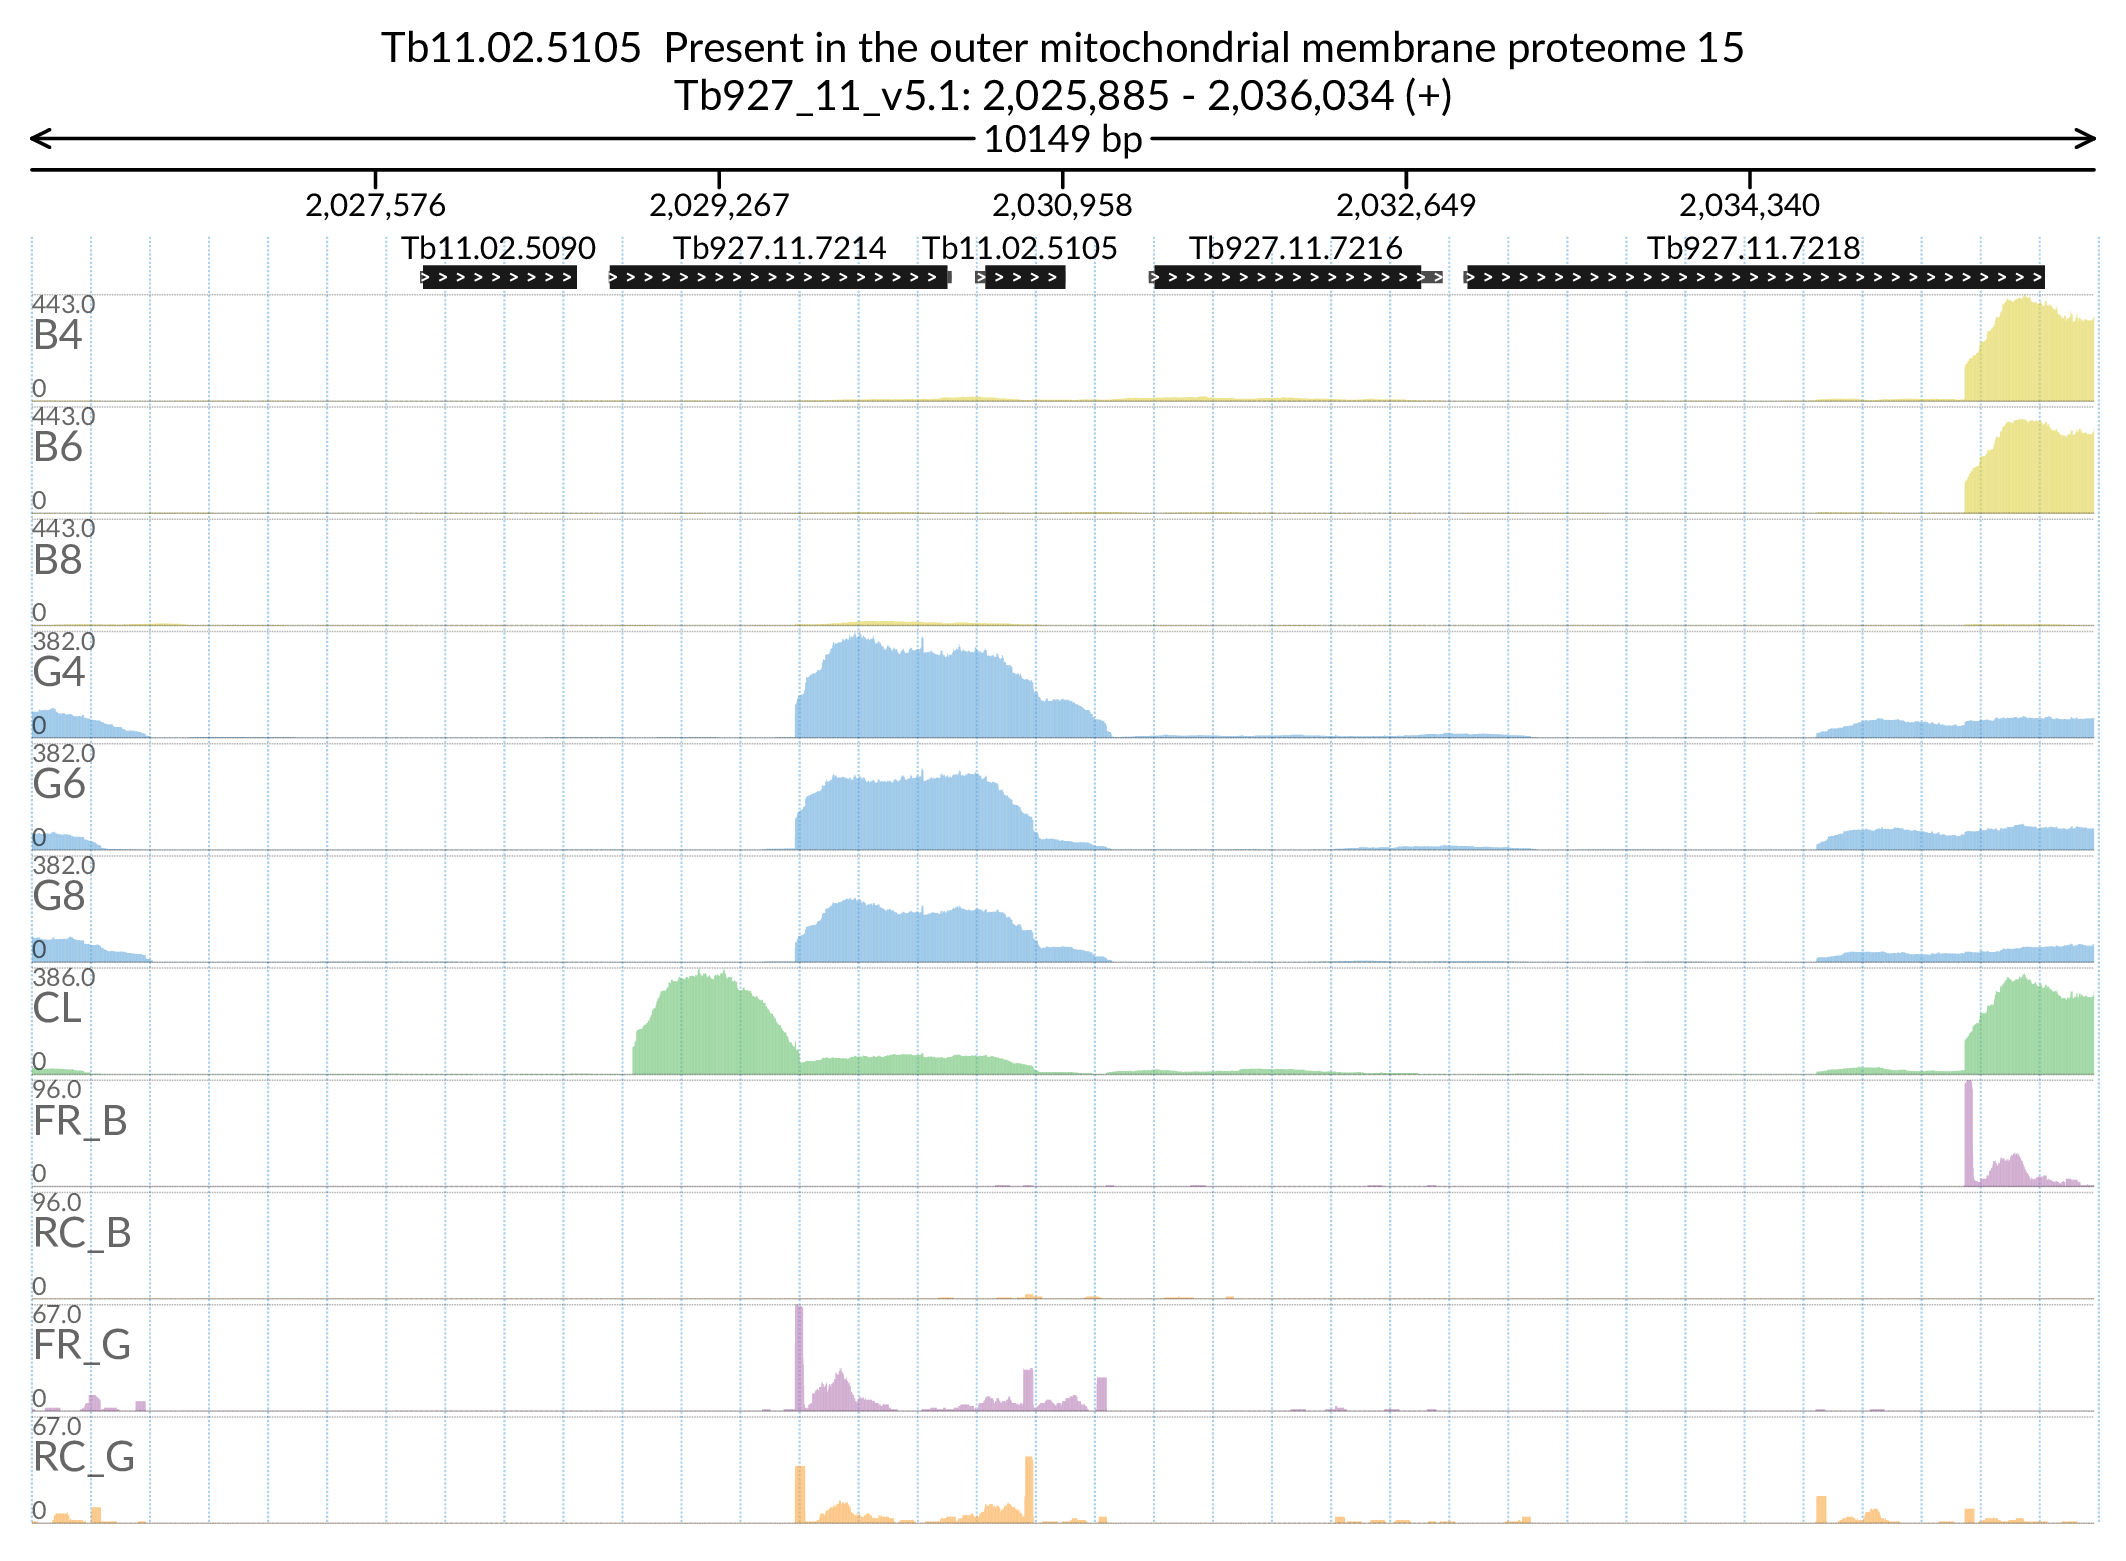 Tb11.02.5105  Present in the outer mitochondrial membrane proteome 15
Tb927_11_v5.1: 2,025,885 - 2,036,034 (+)
10149 bp
2,027,576 2,029,267 2,030,958 2,032,649 2,034,340
Tb11.02.5090 Tb927.11.7214 Tb11.02.5105 Tb927.11.7216 Tb927.11.7218
443.0
B4
0
443.0
B6
0
443.0
B8
0
382.0
G4
0
382.0
G6
0
382.0
G8
0
386.0
CL
0
96.0
FR_B
0
96.0
RC_B
0
67.0
FR_G
0
67.0
RC_G
0